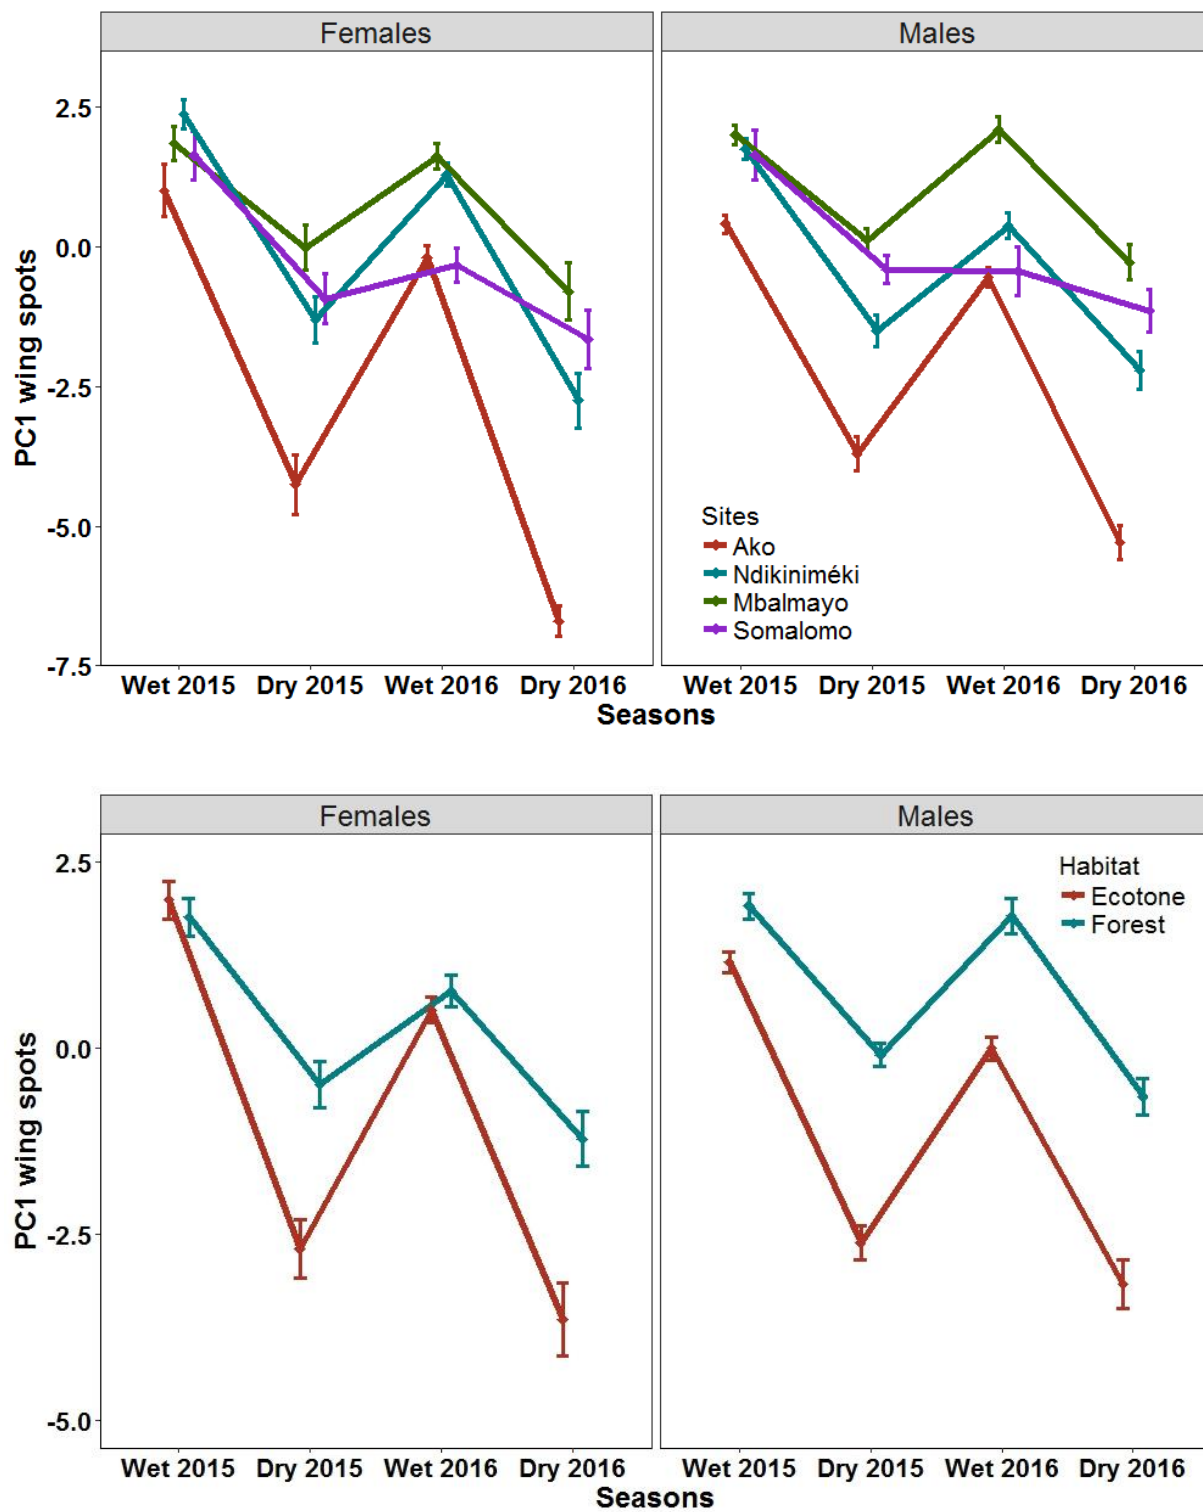 Females Males
PC1 wing spots
2.5
0.0
-2.5
-5.0
-7.5
Sites
Ako
Ndikiniméki
Mbalmayo
Somalomo
Wet 2015 Dry 2015 Wet 2016 Dry 2016 Wet 2015 Dry 2015 Wet 2016 Dry 2016
Seasons
Females Males
PC1 wing spots
2.5
0.0
-2.5
-5.0
Habitat
Ecotone
Forest
Wet 2015 Dry 2015 Wet 2016 Dry 2016 Wet 2015 Dry 2015 Wet 2016 Dry 2016
Seasons